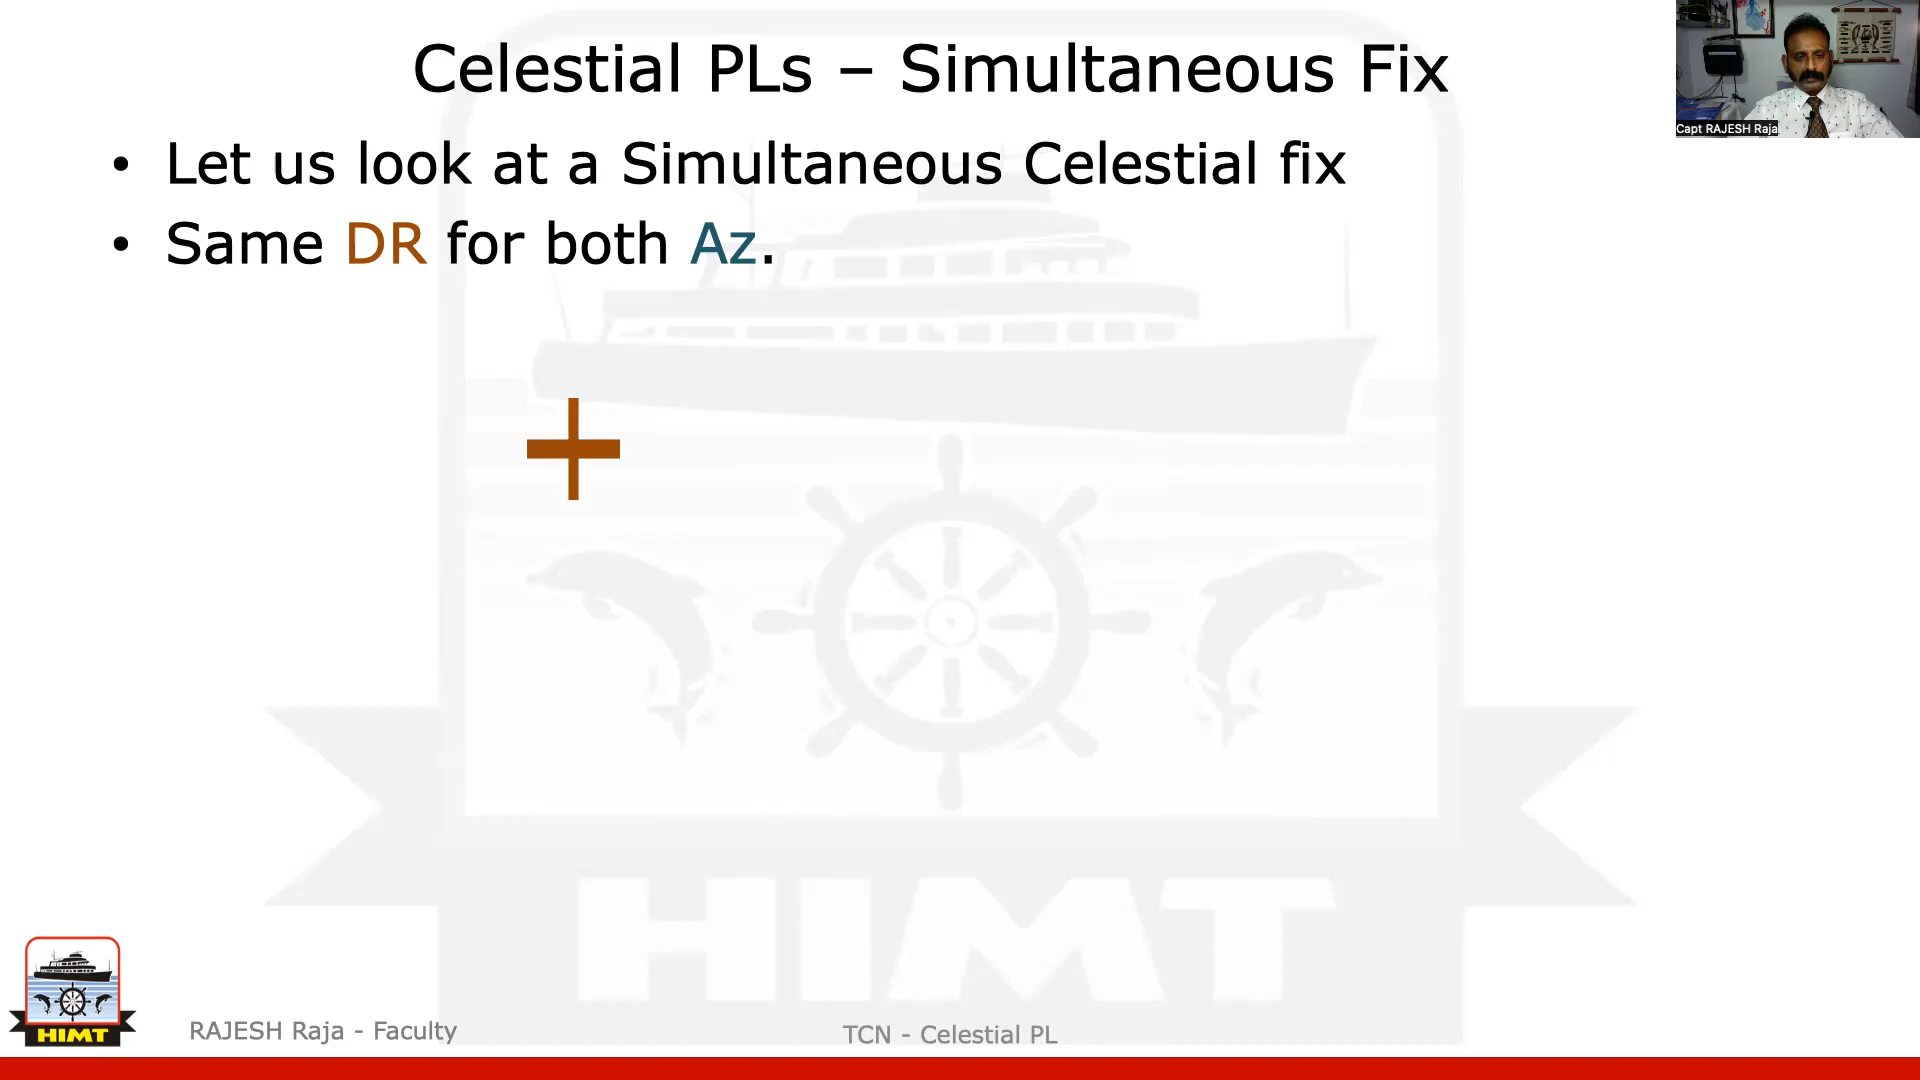 Celestial PLs – Simultaneous Fix
Capt RAJESH Raja
• Let us look at a Simultaneous Celestial fix
• Same DR for both Az.
HIMT
HIMT
RAJESH Raja - Faculty
TCN - Celestial PL